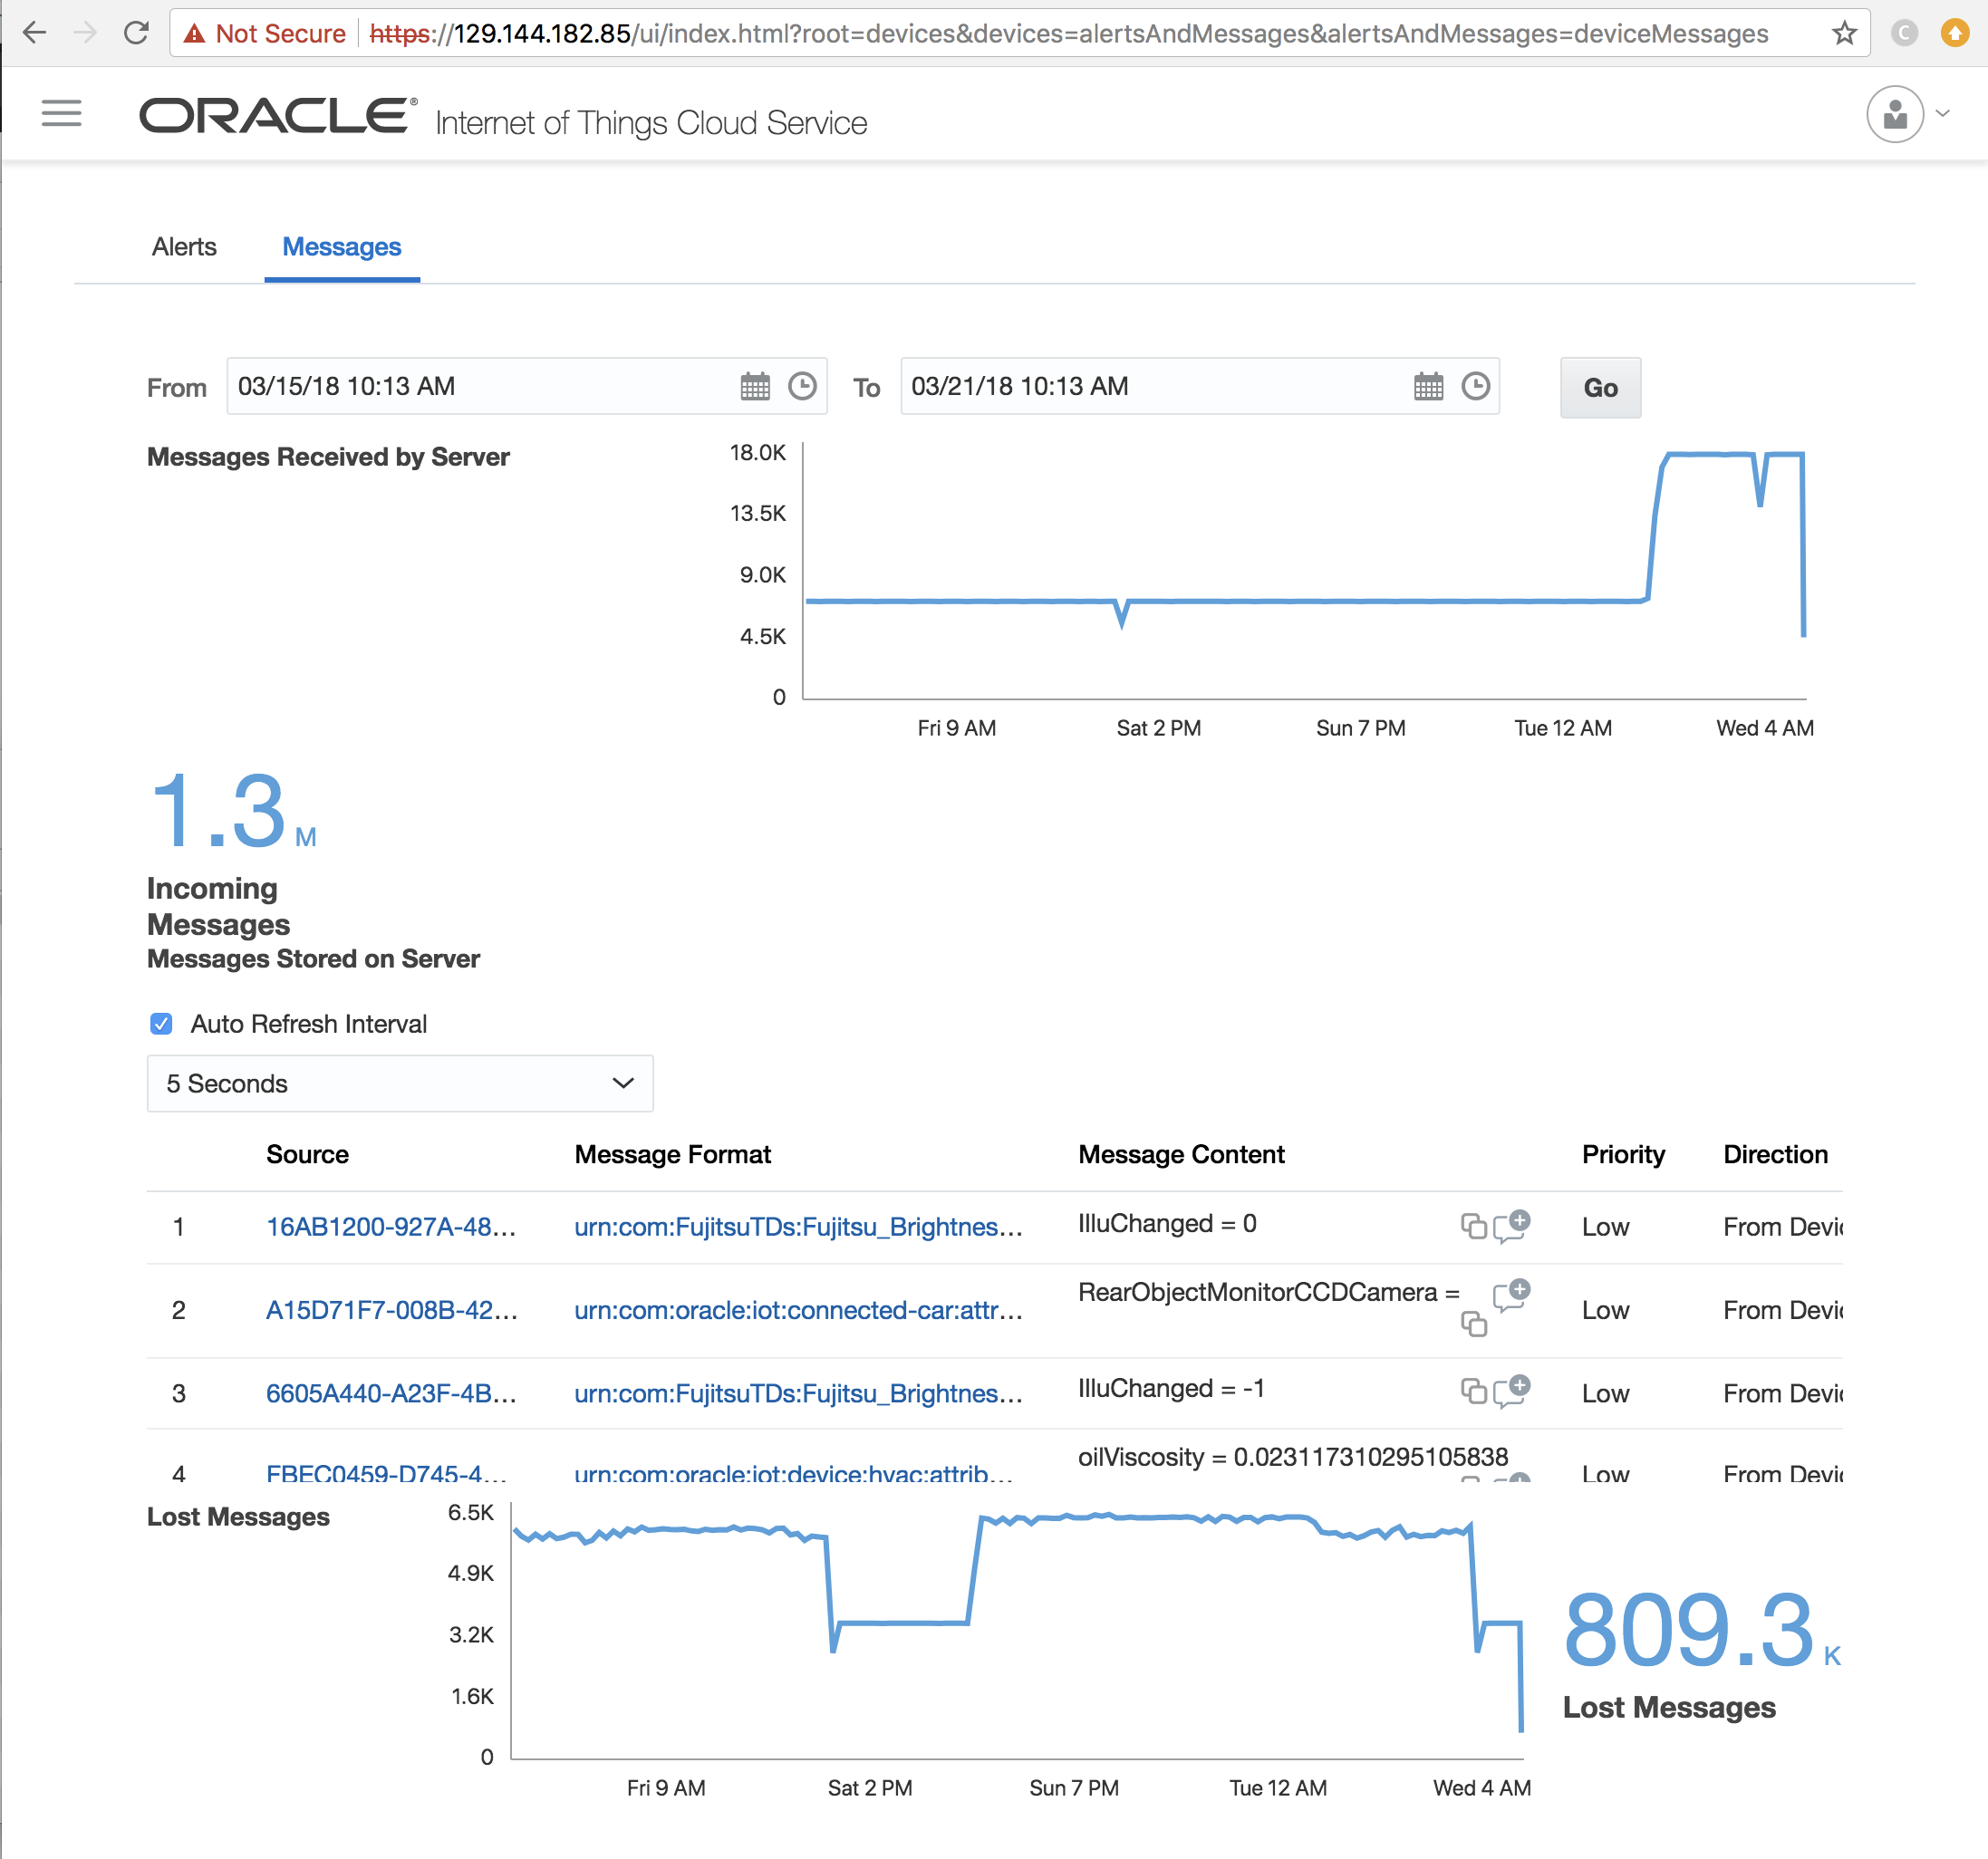 Not Secure https://129.144.182.85/ui/index.html?root=devices&devices=alertsAndMessages&alertsAndMessages=deviceMessages C
ORACLE® Internet of Things Cloud Service
Alerts Messages
From 03/15/18 10:13 AM To 03/21/18 10:13 AM Go
Messages Received by Server
18.0K
13.5K
9.0K
4.5K
0
Fri 9 AM Sat 2 PM Sun 7 PM Tue 12 AM Wed 4 AM
1.3 M
Incoming
Messages
Messages Stored on Server
Auto Refresh Interval
5 Seconds
Source Message Format Message Content Priority Direction
1 16AB1200-927A-48... urn:com:FujitsuTDs:Fujitsu_Brightnes... IlluChanged = 0 Low From Devic
2 A15D71F7-008B-42... urn:com:oracle:iot:connected-car:attr... RearObjectMonitorCCDCamera = Low From Devic
3 6605A440-A23F-4B... urn:com:FujitsuTDs:Fujitsu_Brightnes... IlluChanged = -1 Low From Devic
4 FBEC0459-D745-4... urn:com:oracle:iot:device:hvac:attrib... oilViscosity = 0.023117310295105838 Low From Devic
Lost Messages
6.5K
4.9K
3.2K
1.6K
0
Fri 9 AM Sat 2 PM Sun 7 PM Tue 12 AM Wed 4 AM
809.3 K
Lost Messages